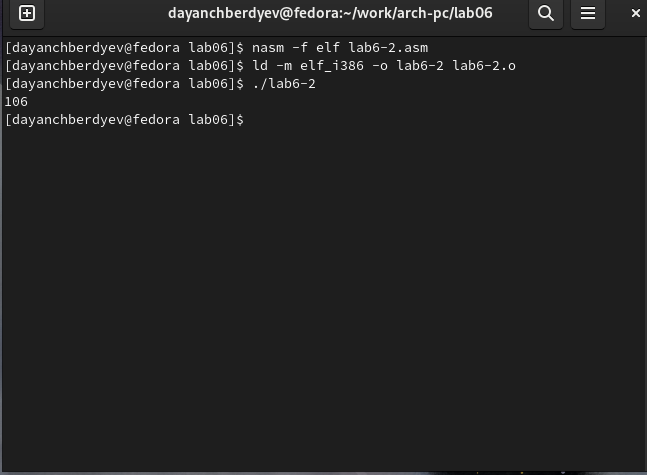 dayanchberdyev@fedora:~/work/arch-pc/lab06
[dayanchberdyev@fedora lab06]$ nasm -f elf lab6-2.asm
[dayanchberdyev@fedora lab06]$ ld -m elf_i386 -o lab6-2 lab6-2.o
[dayanchberdyev@fedora lab06]$ ./lab6-2
106
[dayanchberdyev@fedora lab06]$